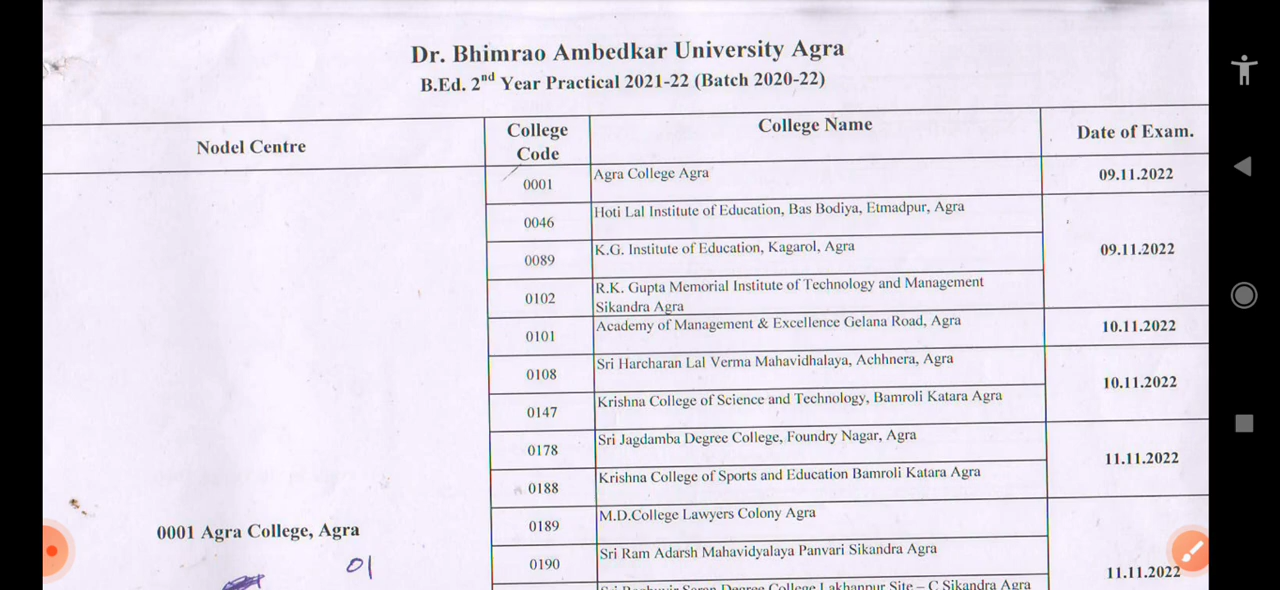 Dr. Bhimrao Ambedkar University Agra
B.Ed. 2nd Year Practical 2021-22 (Batch 2020-22)
Nodel Centre
College Code
College Name
Date of Exam.
0001
Agra College Agra
09.11.2022
0046
Hoti Lal Institute of Education, Bas Bodiya, Etmadpur, Agra
0089
K.G. Institute of Education, Kagarol, Agra
09.11.2022
0102
R.K. Gupta Memorial Institute of Technology and Management
Sikandra Agra
0101
Academy of Management & Excellence Gelana Road, Agra
10.11.2022
0108
Sri Harcharan Lal Verma Mahavidhalaya, Achhnera, Agra
10.11.2022
0147
Krishna College of Science and Technology, Bamroli Katara Agra
0178
Sri Jagdamba Degree College, Foundry Nagar, Agra
11.11.2022
0188
Krishna College of Sports and Education Bamroli Katara Agra
0001 Agra College, Agra
01
0189
M.D.College Lawyers Colony Agra
0190
Sri Ram Adarsh Mahavidyalaya Panvari Sikandra Agra
11.11.2022
Degree College Lakhanpur Site – C Sikandra Agra